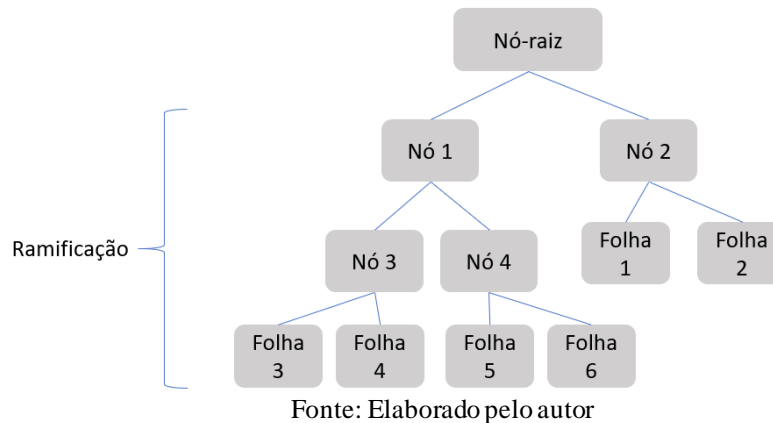 Nó-raiz
Nó 1
Nó 2
Ramificação
Nó 3
Nó 4
Folha
1
Folha
2
Folha
3
Folha
4
Folha
5
Folha
6
Fonte: Elaborado pelo autor